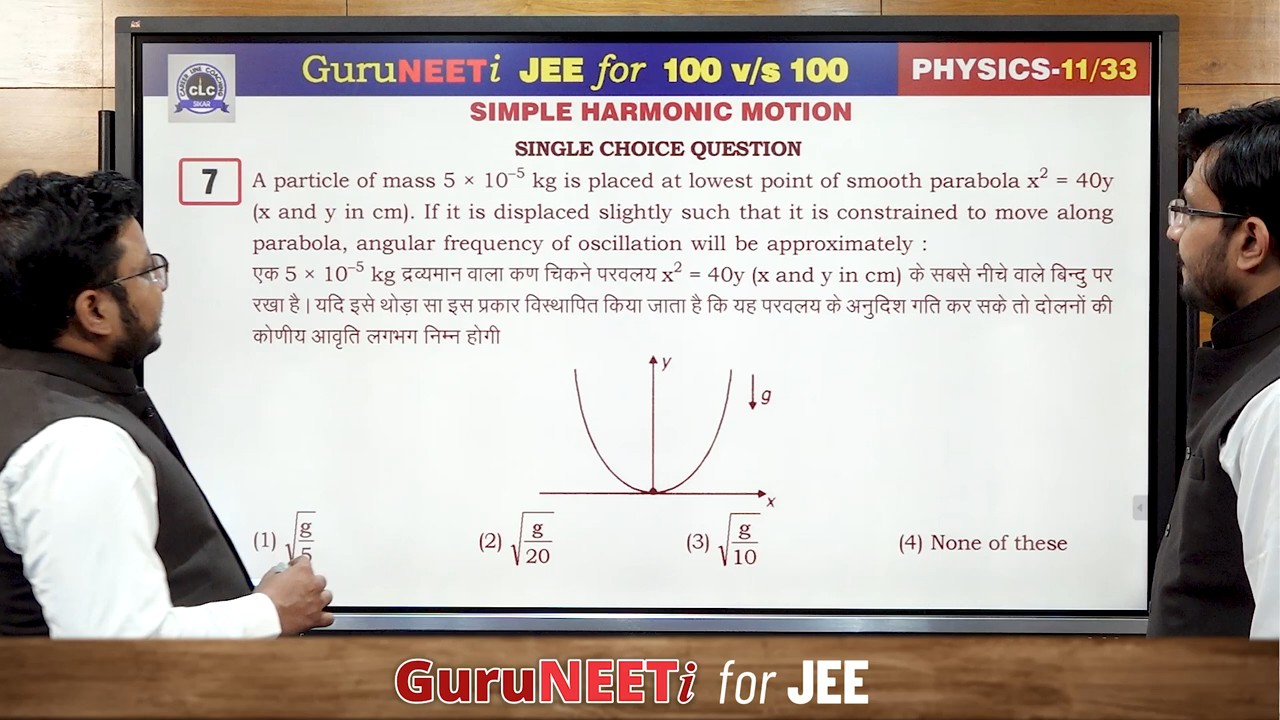 GuruNEETi JEE for 100 v/s 100
PHYSICS-11/33
CLC
SIKAR
SIMPLE HARMONIC MOTION
SINGLE CHOICE QUESTION
7
A particle of mass 5 × 10⁻⁵ kg is placed at lowest point of smooth parabola x² = 40y
(x and y in cm). If it is displaced slightly such that it is constrained to move along
parabola, angular frequency of oscillation will be approximately :
एक 5 × 10⁻⁵ kg द्रव्यमान वाला कण चिकने परवलय x² = 40y (x and y in cm) के सबसे नीचे वाले बिन्दु पर
रखा है। यदि इसे थोड़ा सा इस प्रकार विस्थापित किया जाता है कि यह परवलय के अनुदिश गति कर सके तो दोलनों की
कोणीय आवृति लगभग निम्न होगी
y
g
x
(1) √(g/5)
(2) √(g/20)
(3) √(g/10)
(4) None of these
GuruNEETi for JEE